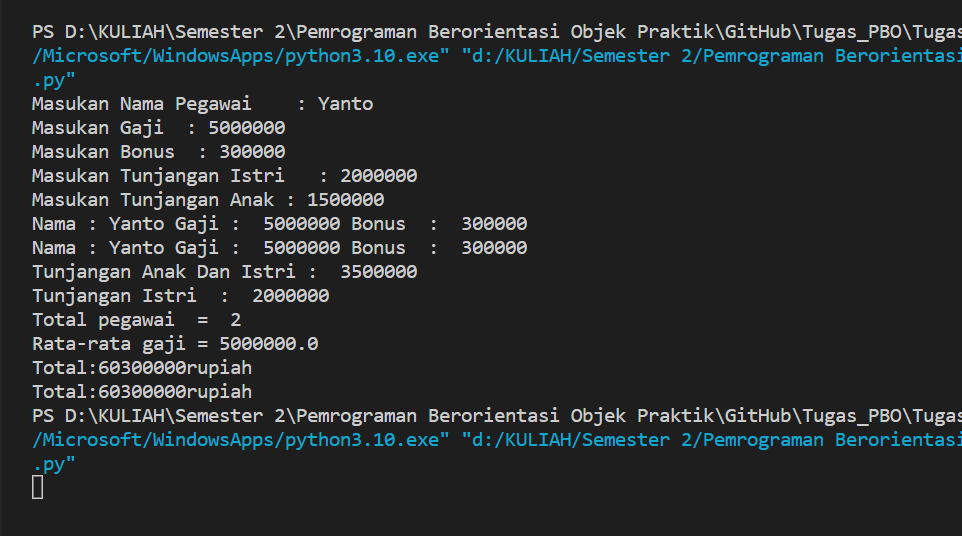 PS D:\KULIAH\Semester 2\Pemrograman Berorientasi Objek Praktik\GitHub\Tugas_PBO\Tugas
/Microsoft/WindowsApps/python3.10.exe" "d:/KULIAH/Semester 2/Pemrograman Berorientasi
.py"
Masukan Nama Pegawai    : Yanto
Masukan Gaji  : 5000000
Masukan Bonus  : 300000
Masukan Tunjangan Istri   : 2000000
Masukan Tunjangan Anak : 1500000
Nama : Yanto Gaji :  5000000 Bonus  :  300000
Nama : Yanto Gaji :  5000000 Bonus  :  300000
Tunjangan Anak Dan Istri :  3500000
Tunjangan Istri  :  2000000
Total pegawai  =  2
Rata-rata gaji = 5000000.0
Total:60300000rupiah
Total:60300000rupiah
PS D:\KULIAH\Semester 2\Pemrograman Berorientasi Objek Praktik\GitHub\Tugas_PBO\Tugas
/Microsoft/WindowsApps/python3.10.exe" "d:/KULIAH/Semester 2/Pemrograman Berorientasi
.py"